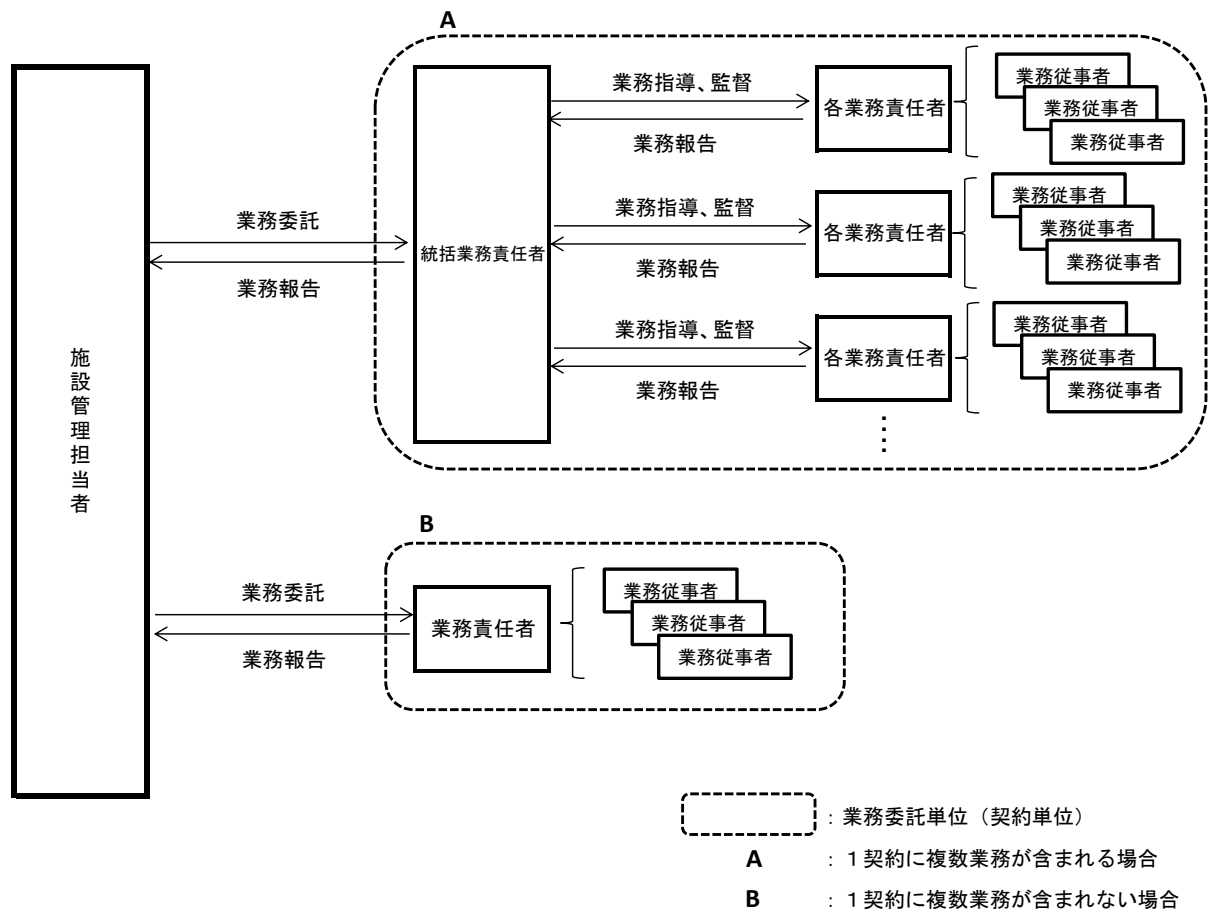 A
業務指導、監督
業務報告
各業務責任者
業務従事者
業務従事者
業務従事者
業務指導、監督
業務報告
各業務責任者
業務従事者
業務従事者
業務従事者
業務委託
業務報告
統括業務責任者
業務指導、監督
業務報告
各業務責任者
業務従事者
業務従事者
業務従事者
施設管理担当者
B
業務委託
業務報告
業務責任者
業務従事者
業務従事者
業務従事者
：業務委託単位（契約単位）
A ：１契約に複数業務が含まれる場合
B ：１契約に複数業務が含まれない場合